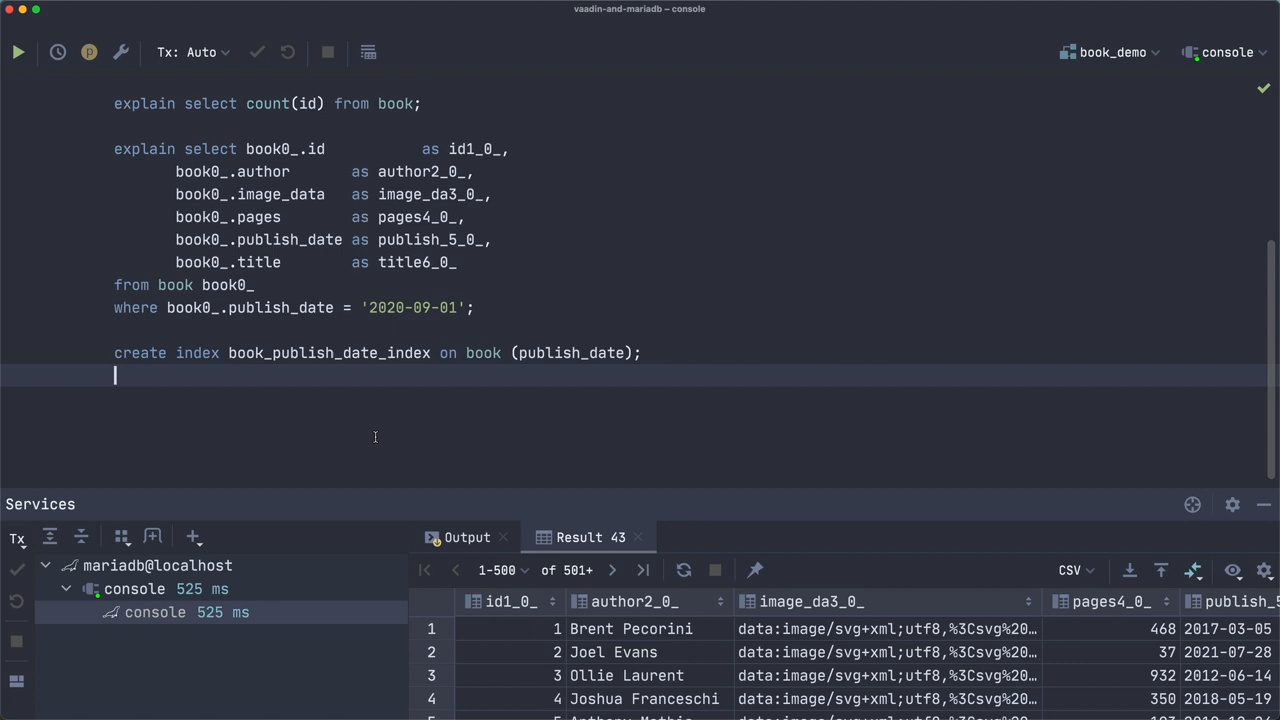 vaadin-and-mariadb – console
Tx: Auto
book_demo
console
explain select count(id) from book;
explain select book0_.id as id1_0_,
book0_.author as author2_0_,
book0_.image_data as image_da3_0_,
book0_.pages as pages4_0_,
book0_.publish_date as publish_5_0_,
book0_.title as title6_0_
from book book0_
where book0_.publish_date = '2020-09-01';
create index book_publish_date_index on book (publish_date);
Services
Tx
mariadb@localhost
console 525 ms
console 525 ms
Output
Result 43
1-500 of 501+
CSV
id1_0_ author2_0_ image_da3_0_ pages4_0_ publish_5
1 1 Brent Pecorini data:image/svg+xml;utf8,%3Csvg%20… 468 2017-03-05
2 2 Joel Evans data:image/svg+xml;utf8,%3Csvg%20… 37 2021-07-28
3 3 Ollie Laurent data:image/svg+xml;utf8,%3Csvg%20… 932 2012-06-14
4 4 Joshua Franceschi data:image/svg+xml;utf8,%3Csvg%20… 350 2018-05-19